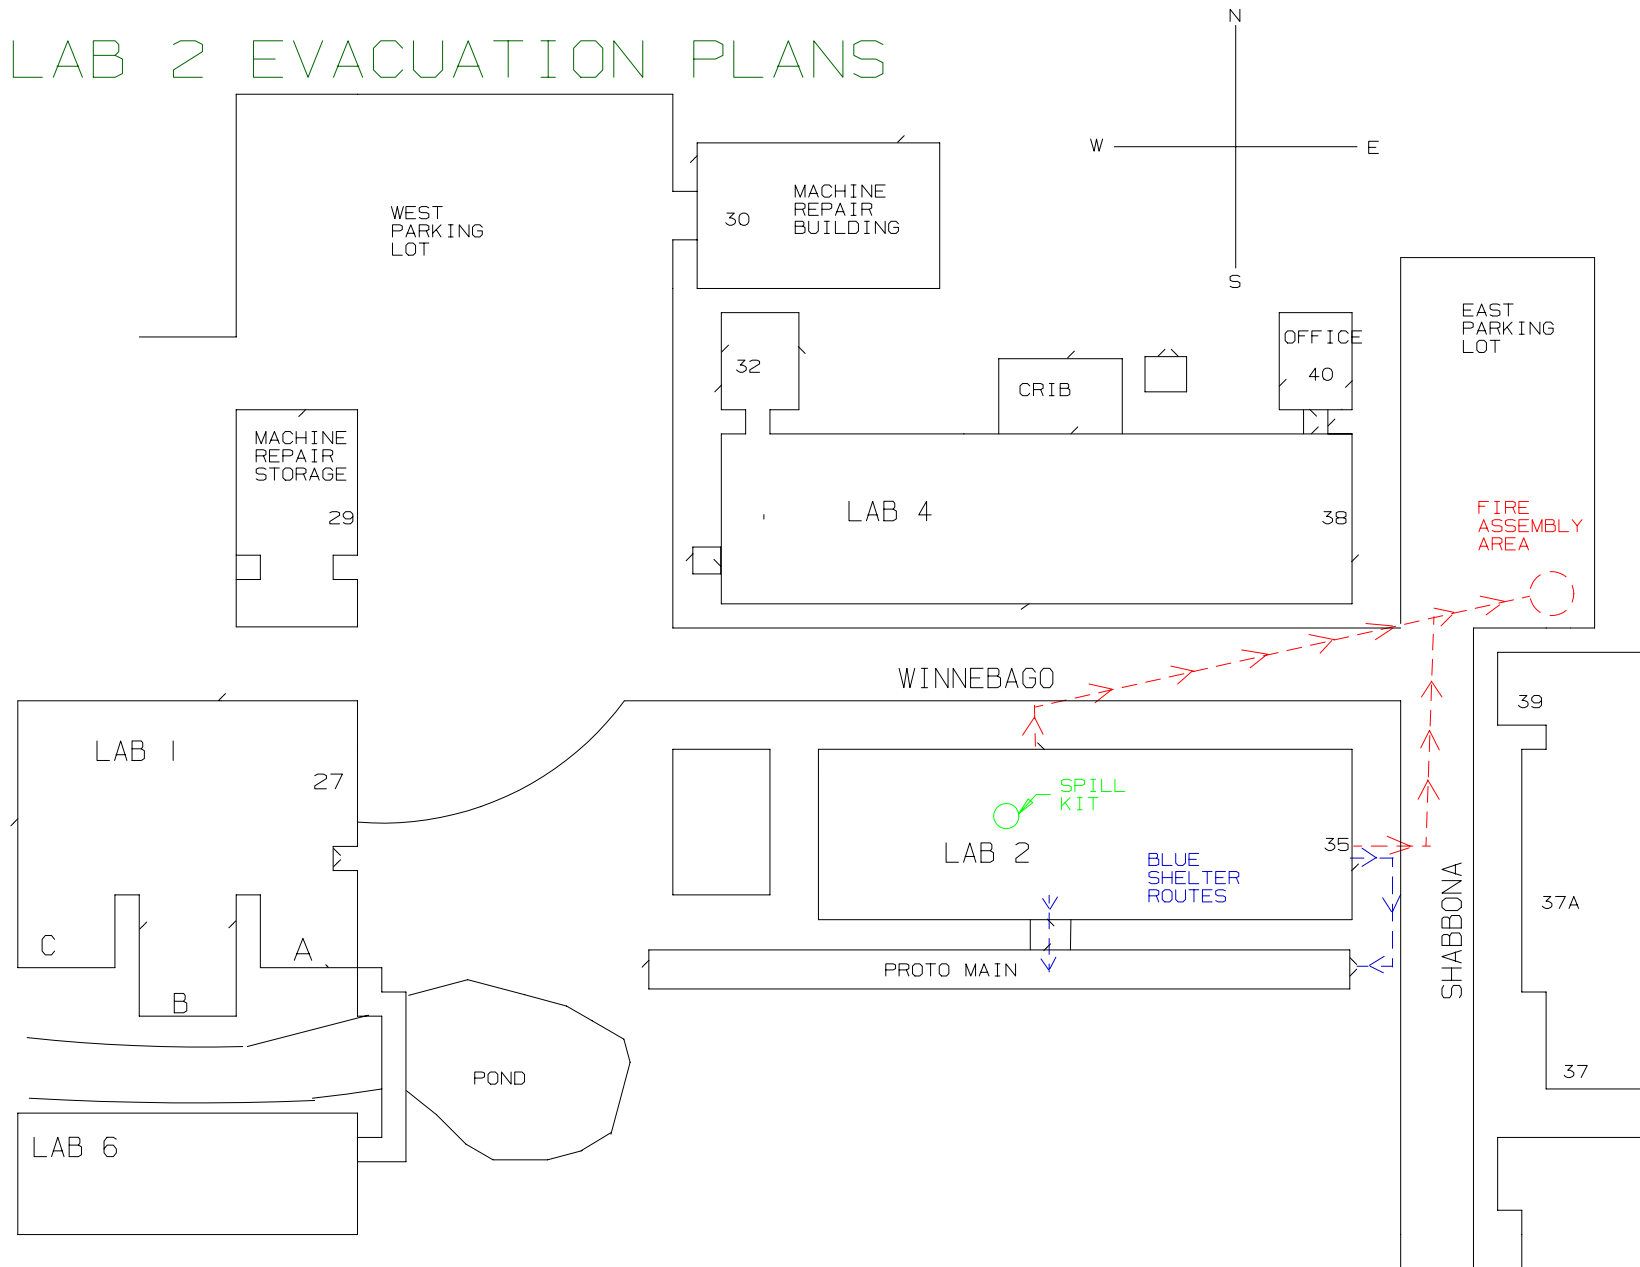 N
LAB 2 EVACUATION PLANS
W
E
S
WEST
PARKING
LOT
30
MACHINE
REPAIR
BUILDING
EAST
PARKING
LOT
32
CRIB
OFFICE
40
MACHINE
REPAIR
STORAGE
29
LAB 4
38
FIRE
ASSEMBLY
AREA
WINNEBAGO
39
LAB 1
27
SPILL
KIT
LAB 2
35
BLUE
SHELTER
ROUTES
SHABBONA
37A
C
A
B
PROTO MAIN
POND
37
LAB 6